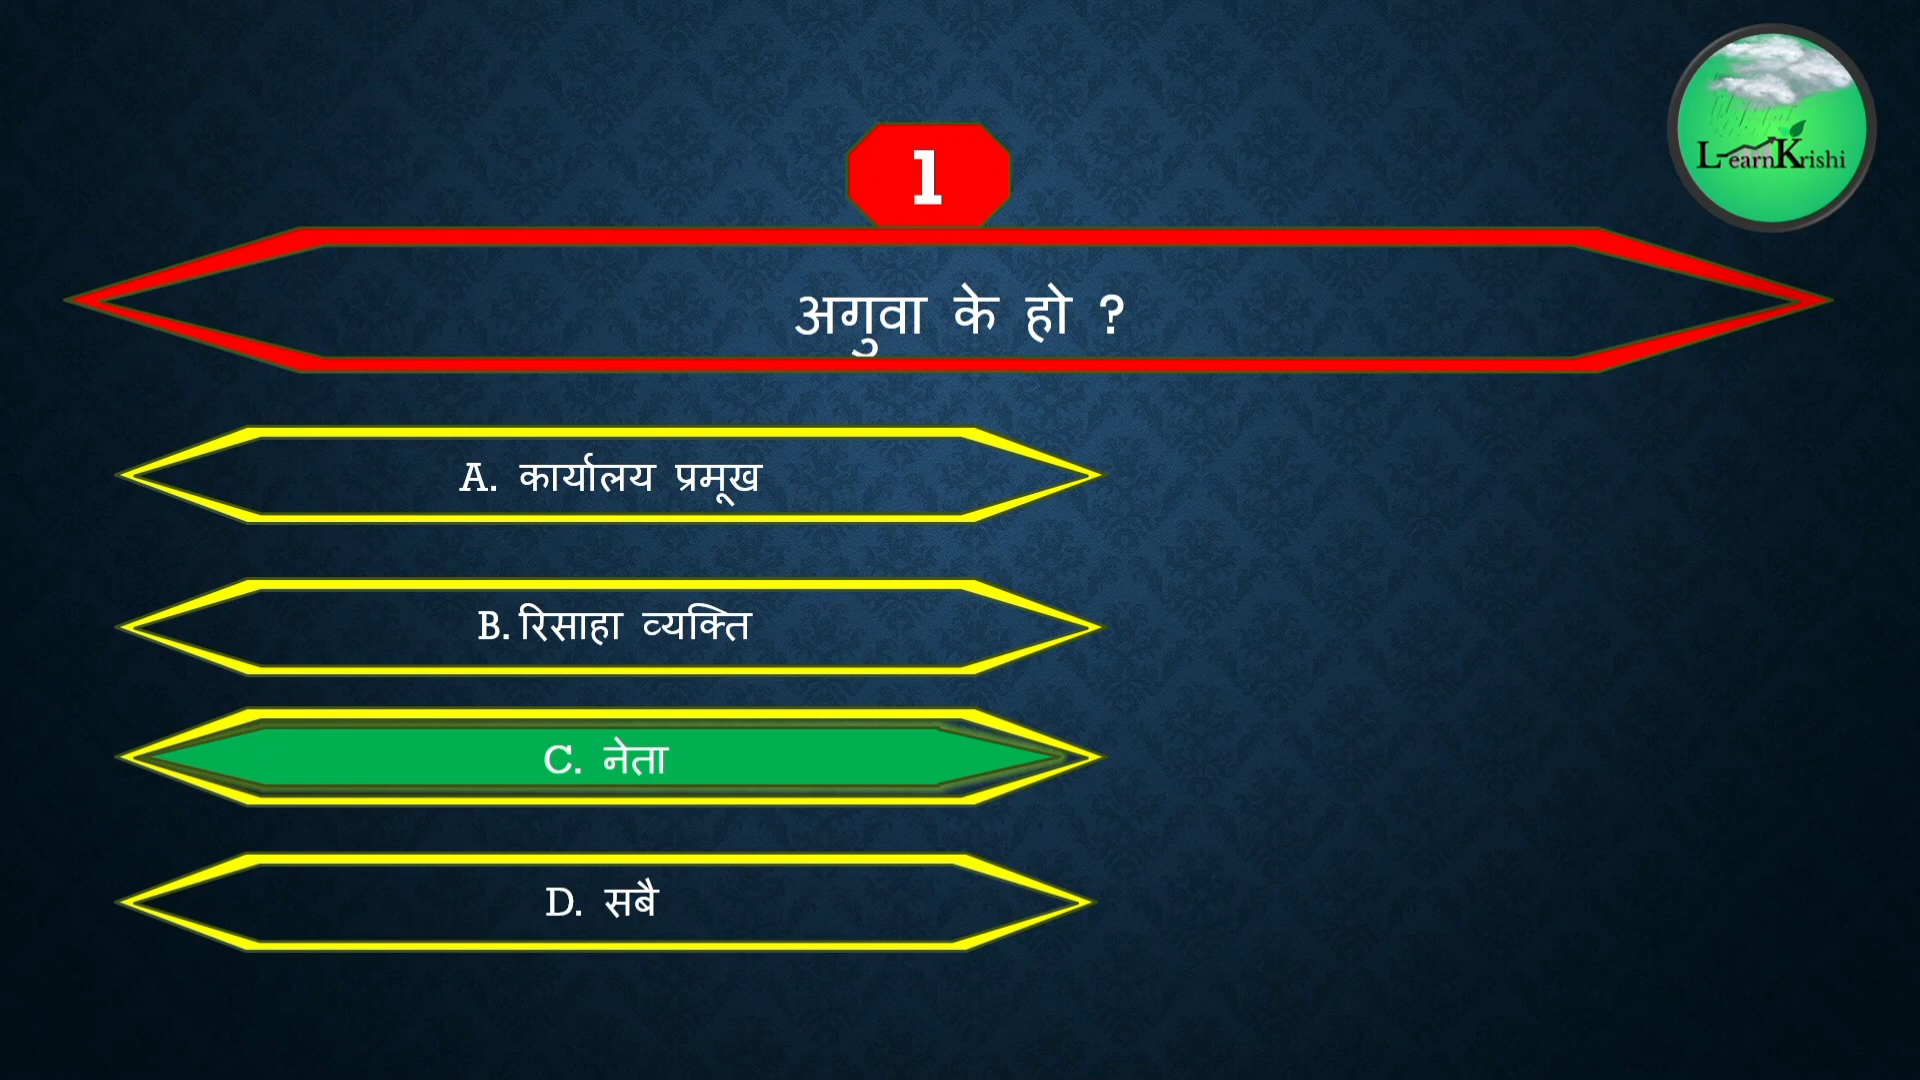 LearnKrishi
1
अगुवा के हो ?
A. कार्यालय प्रमूख
B. रिसाहा व्यक्ति
C. नेता
D. सबै